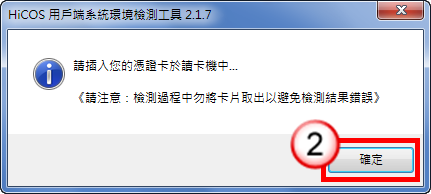 HiCOS 用戶端系統環境檢測工具 2.1.7
請插入您的憑證卡於讀卡機中...
《請注意：檢測過程中勿將卡片取出以避免檢測結果錯誤》
2
確定